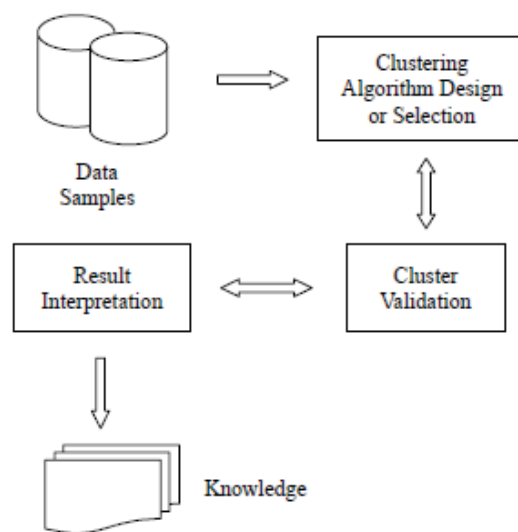 Clustering
Algorithm Design
or Selection
Data
Samples
Cluster
Validation
Result
Interpretation
Knowledge